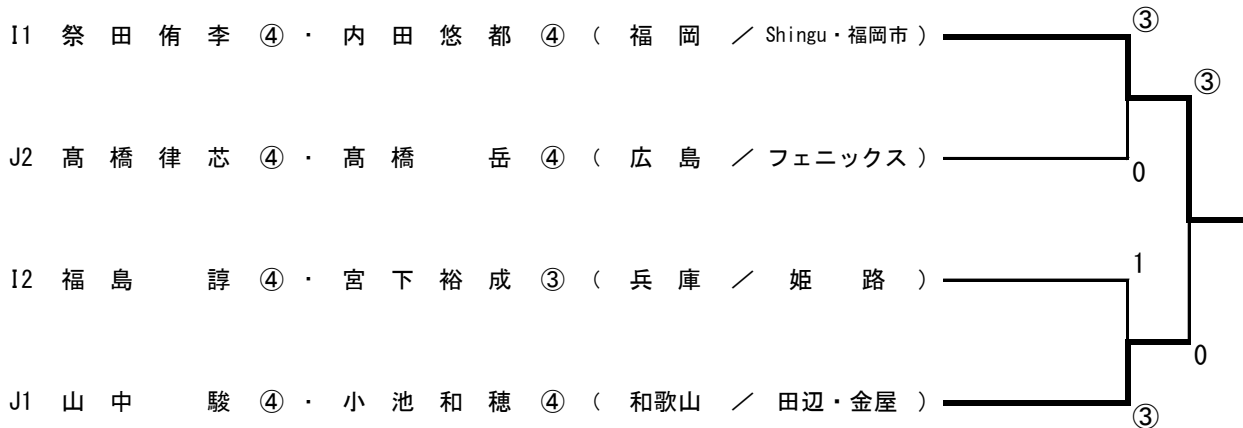 ③
I1 祭田侑李 ④ ・ 内田悠都 ④ ( 福岡 / Shingu・福岡市 )
③
J2 髙橋律芯 ④ ・ 髙橋 岳 ④ ( 広島 / フェニックス )
0
1
I2 福島 諄 ④ ・ 宮下裕成 ③ ( 兵庫 / 姫路 )
0
J1 山中 駿 ④ ・ 小池和穂 ④ ( 和歌山 / 田辺・金屋 )
③